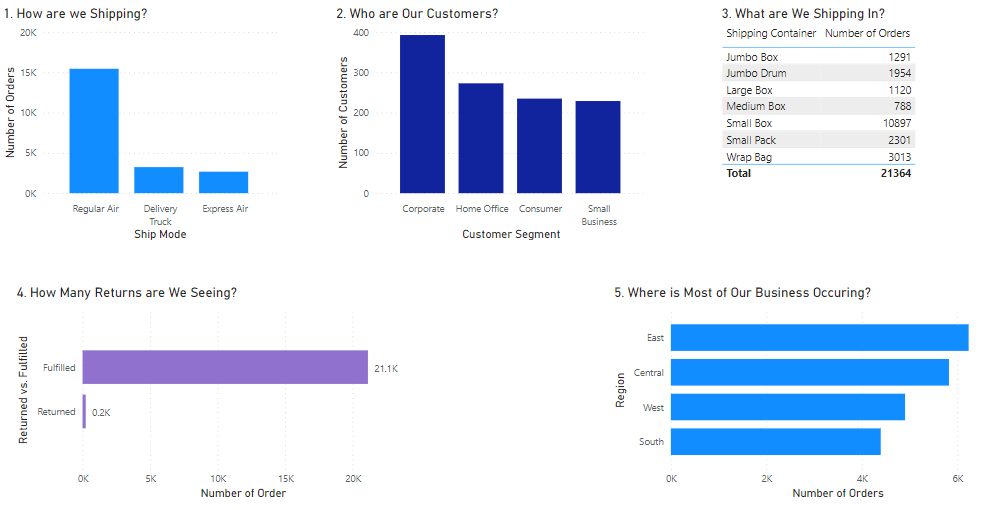 1. How are we Shipping?
Number of Orders
20K
15K
10K
5K
0K
Regular Air
Delivery
Truck
Express Air
Ship Mode
2. Who are Our Customers?
Number of Customers
400
300
200
100
0
Corporate
Home Office
Consumer
Small
Business
Customer Segment
3. What are We Shipping In?
Shipping Container Number of Orders
Jumbo Box 1291
Jumbo Drum 1954
Large Box 1120
Medium Box 788
Small Box 10897
Small Pack 2301
Wrap Bag 3013
Total 21364
4. How Many Returns are We Seeing?
Returned vs. Fulfilled
Fulfilled 21.1K
Returned 0.2K
0K 5K 10K 15K 20K
Number of Order
5. Where is Most of Our Business Occuring?
Region
East
Central
West
South
0K 2K 4K 6K
Number of Orders